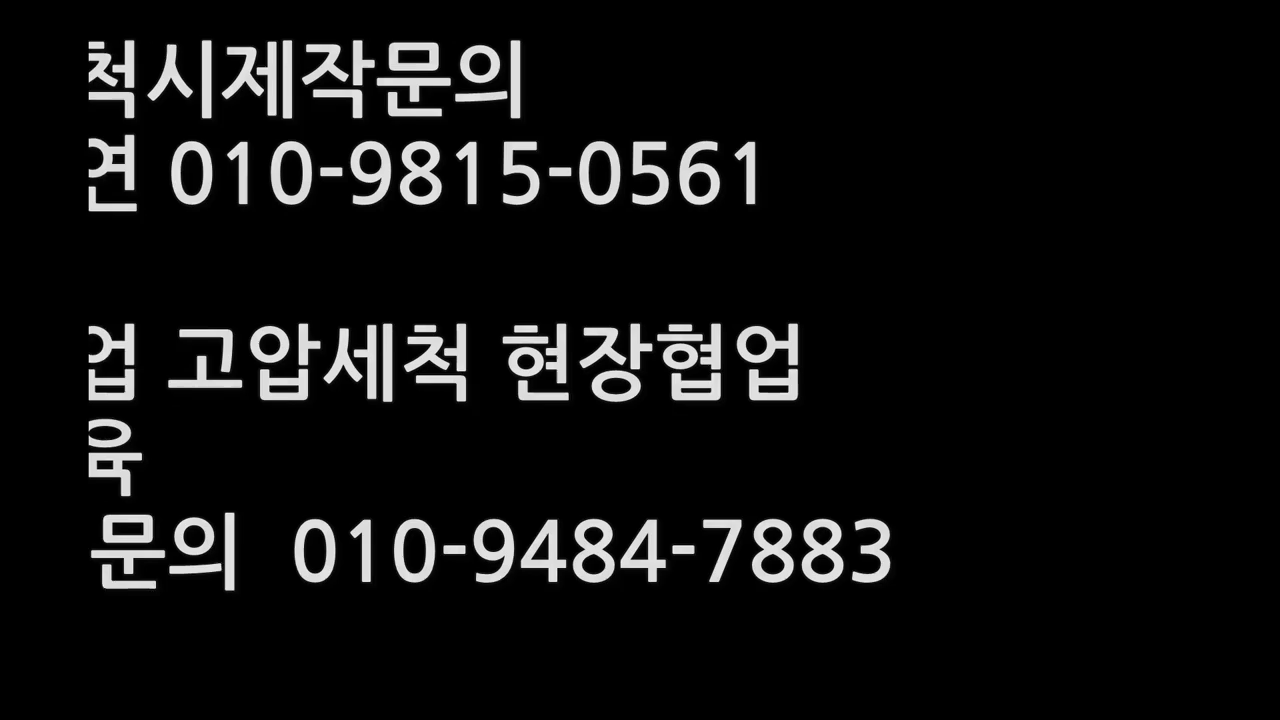 척시제작문의
연 010-9815-0561
업 고압세척 현장협업
육
문의 010-9484-7883